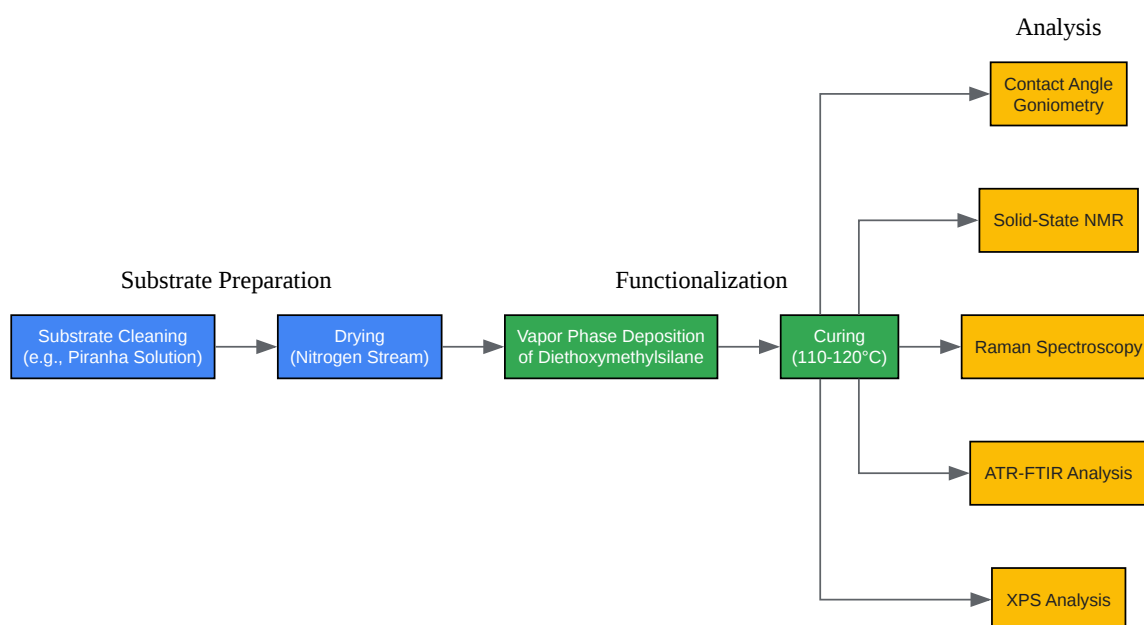 Analysis
Contact Angle
Goniometry
Solid-State NMR
Substrate Preparation
Functionalization
Substrate Cleaning
(e.g., Piranha Solution)
Drying
(Nitrogen Stream)
Vapor Phase Deposition
of Diethoxymethylsilane
Curing
(110-120°C)
Raman Spectroscopy
ATR-FTIR Analysis
XPS Analysis